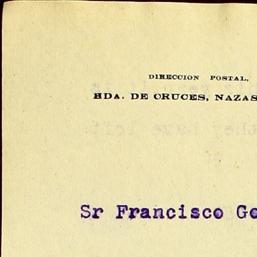 DIRECCION POSTAL,
HDA. DE CRUCES, NAZAS
Sr Francisco Go